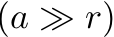 (a ≫ r)